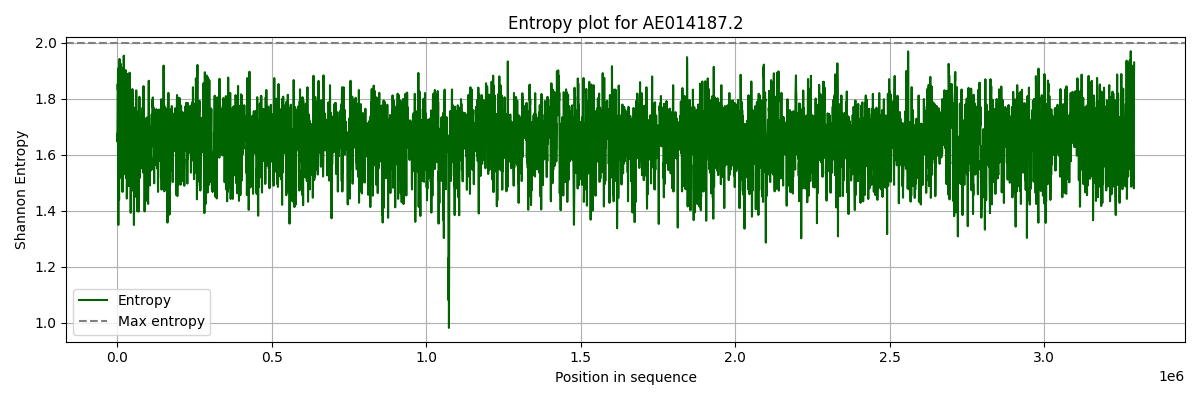 Entropy plot for AE014187.2
2.0
1.8
1.6
1.4
1.2
1.0
Shannon Entropy
Entropy
Max entropy
0.0 0.5 1.0 1.5 2.0 2.5 3.0
1e6
Position in sequence